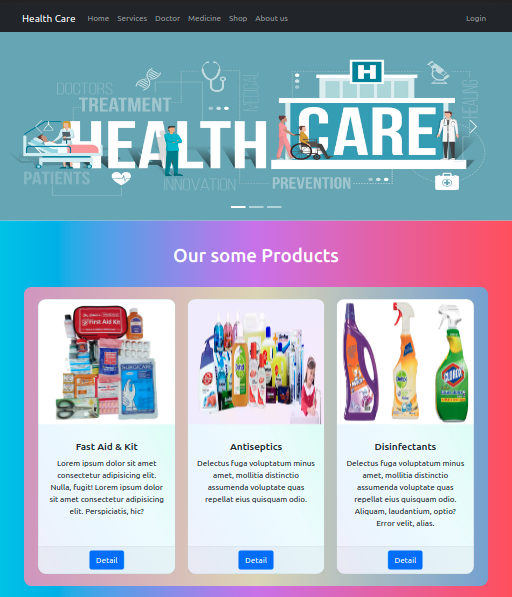 Health Care Home Services Doctor Medicine Shop About us Login
DOCTORS
TREATMENT
MEDICAL
HEALING
HEALTH
CARE
H
PATIENTS
INNOVATION
PREVENTION
Our some Products
First Aid Kit
SURGICARE
Dettol
CLOROX
Fast Aid & Kit
Lorem ipsum dolor sit amet
consectetur adipisicing elit.
Nulla, fugit! Lorem ipsum dolor
sit amet consectetur adipisicing
elit. Perspiciatis, hic?
Detail
Antiseptics
Delectus fuga voluptatum minus
amet, mollitia distinctio
assumenda voluptate quas
repellat eius quisquam odio.
Detail
Disinfectants
Delectus fuga voluptatum minus
amet, mollitia distinctio
assumenda voluptate quas
repellat eius quisquam odio.
Aliquam, laudantium, optio?
Error velit, alias.
Detail